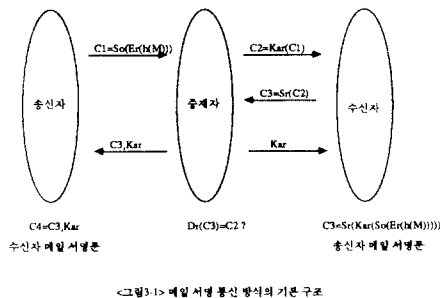 C1=So(Er(h(M)))
C2=Kar(C1)
C3=Sr(C2)
송신자
중재자
수신자
C3,Kar
Kar
C4=C3,Kar
Dr(C3)=C2 ?
C3=Sr(Kar(So(Er(h(M)))))
수신자 메일 서명문
송신자 메일 서명문
<그림3-1> 메일 서명 통신 방식의 기본 구조